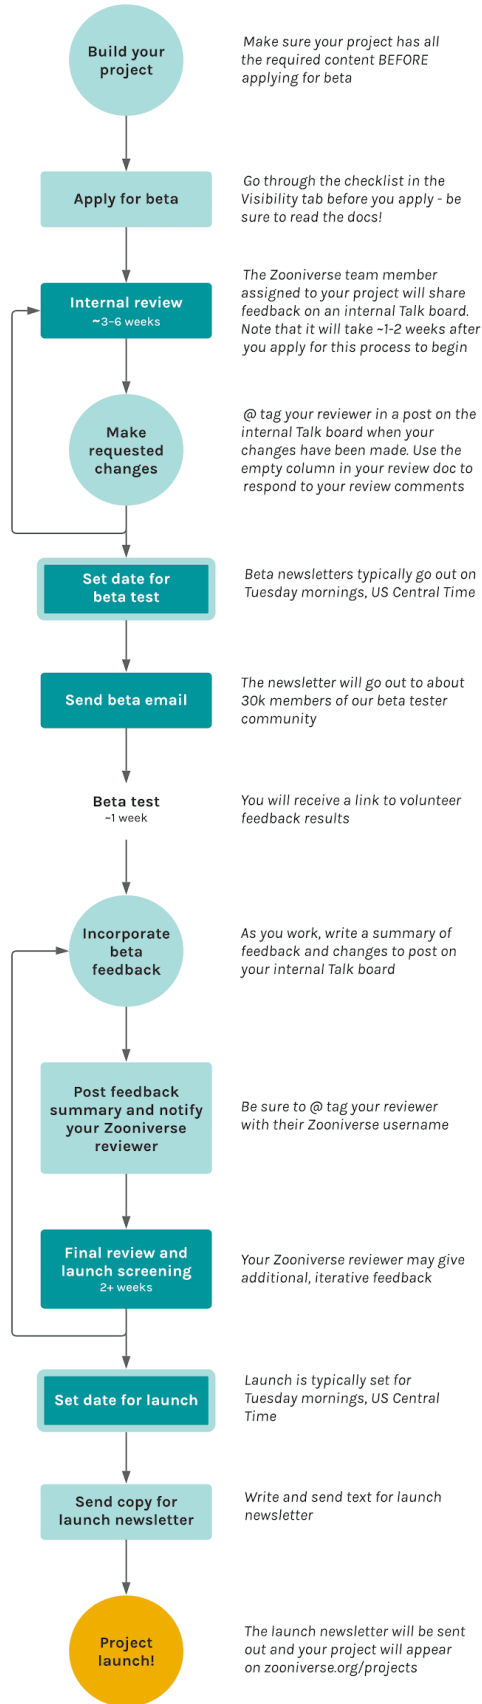 Build your
project
Make sure your project has all
the required content BEFORE
applying for beta
Apply for beta
Go through the checklist in the
Visibility tab before you apply - be
sure to read the docs!
Internal review
~3-6 weeks
The Zooniverse team member
assigned to your project will share
feedback on an internal Talk board.
Note that it will take ~1-2 weeks after
you apply for this process to begin
Make
requested
changes
@ tag your reviewer in a post on the
internal Talk board when your
changes have been made. Use the
empty column in your review doc to
respond to your review comments
Set date for
beta test
Beta newsletters typically go out on
Tuesday mornings, US Central Time
Send beta email
The newsletter will go out to about
30k members of our beta tester
community
Beta test
~1 week
You will receive a link to volunteer
feedback results
Incorporate
beta
feedback
As you work, write a summary of
feedback and changes to post on
your internal Talk board
Post feedback
summary and notify
your Zooniverse
reviewer
Be sure to @ tag your reviewer
with their Zooniverse username
Final review and
launch screening
2+ weeks
Your Zooniverse reviewer may give
additional, iterative feedback
Set date for launch
Launch is typically set for
Tuesday mornings, US Central
Time
Send copy for
launch newsletter
Write and send text for launch
newsletter
Project
launch!
The launch newsletter will be sent
out and your project will appear
on zooniverse.org/projects